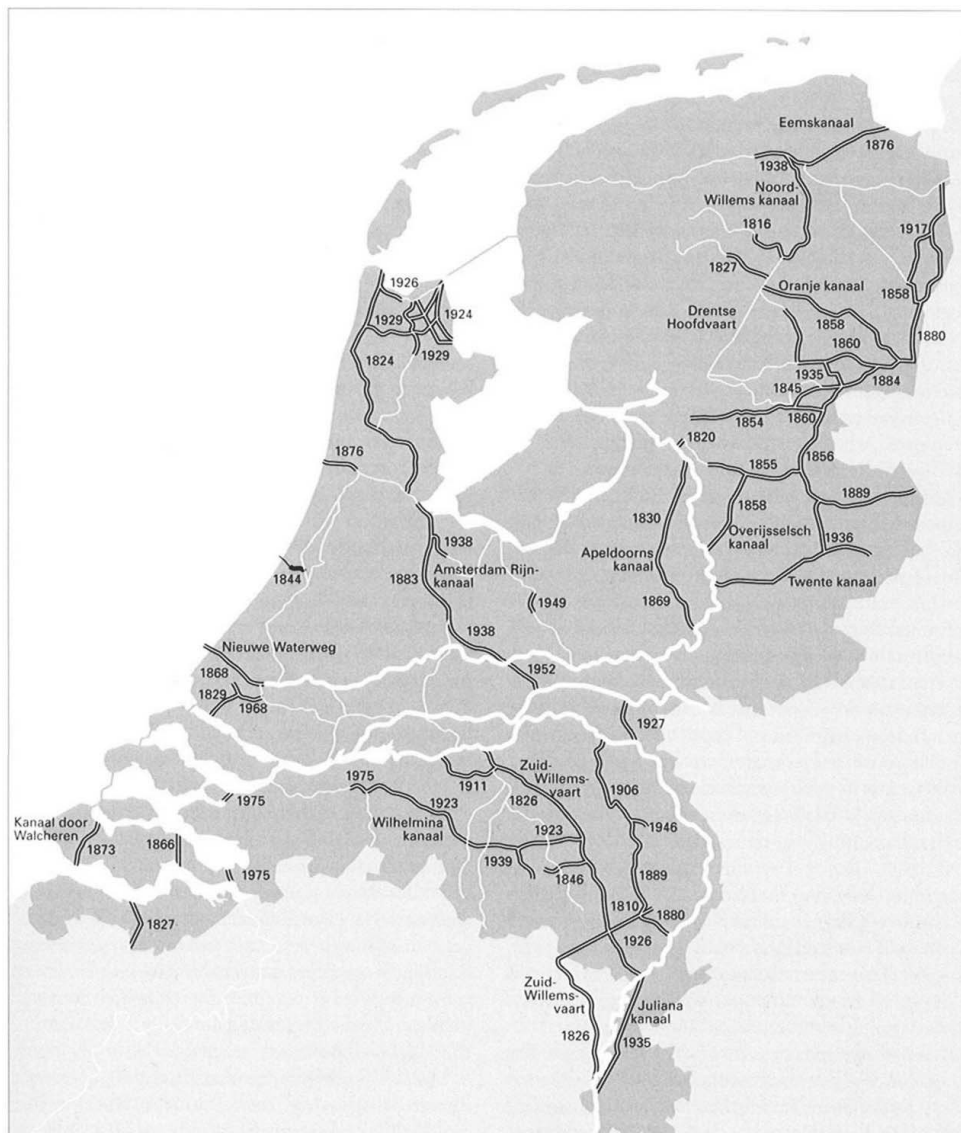 Eemskanaal
1876
1938
Noord-
Willems kanaal
1816
1917
1827
Oranje kanaal
1858
1926
Drentse
Hoofdvaart
1929
1924
1858
1880
1860
1824
1929
1935
1884
1845
1854
1860
1820
1876
1856
1855
1889
1858
1830
Overijsselsch
kanaal
1936
1938
Apeldoorns
kanaal
Amsterdam Rijn-
kanaal
1844
1883
Twente kanaal
1949
1869
1938
Nieuwe Waterweg
1952
1868
1829
1968
1927
Zuid-
Willems-
vaart
1975
1911
1906
1975
1826
1923
Kanaal door
Walcheren
Wilhelmina
kanaal
1923
1946
1873
1866
1939
1975
1846
1889
1810
1880
1827
1926
Zuid-
Willems-
vaart
Juliana
kanaal
1826
1935